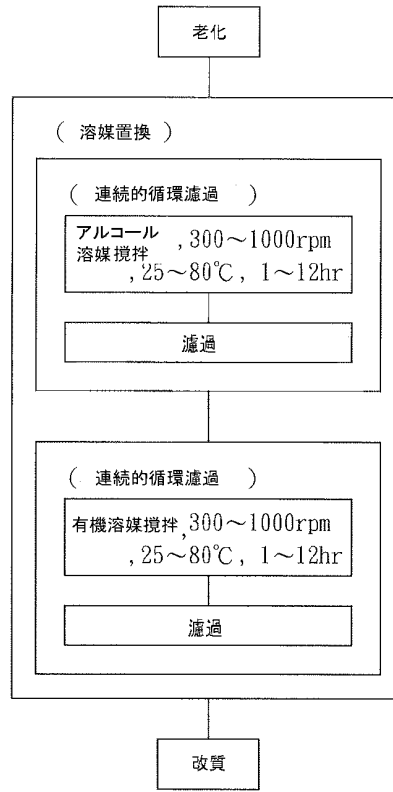 老化
( 溶媒置換 )
( 連続的循環濾過 )
アルコール
溶媒撹拌 ,300～1000rpm
,25～80℃, 1～12hr
濾過
( 連続的循環濾過 )
有機溶媒撹拌,300～1000rpm
,25～80℃, 1～12hr
濾過
改質